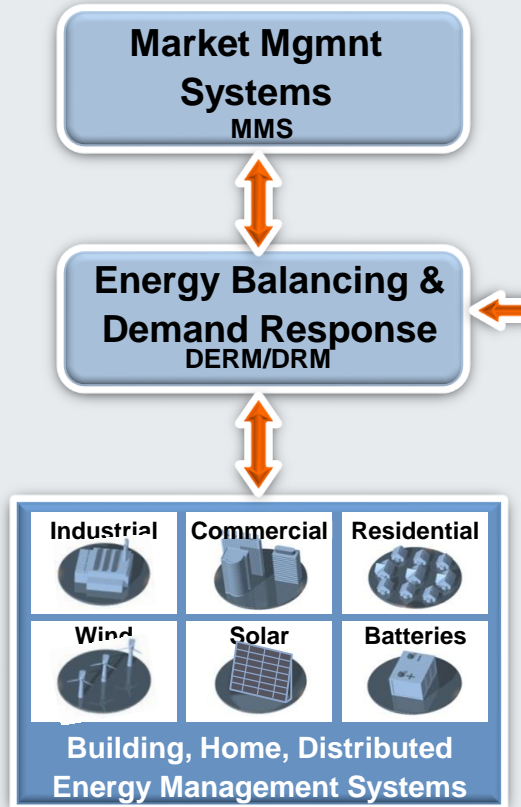 Market Mgmnt
Systems
MMS
Energy Balancing &
Demand Response
DERM/DRM
Industrial Commercial Residential
Wind Solar Batteries
Building, Home, Distributed
Energy Management Systems